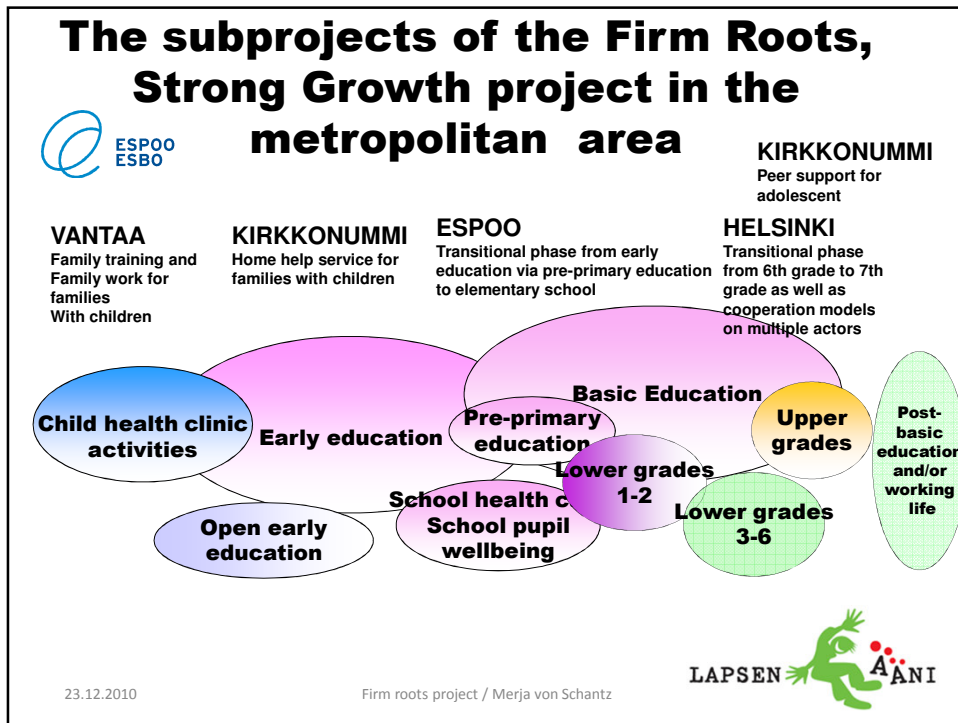 The subprojects of the Firm Roots,
Strong Growth project in the
metropolitan area
ESPOO
ESBO
KIRKKONUMMI
Peer support for
adolescent
VANTAA
Family training and
Family work for
families
With children
KIRKKONUMMI
Home help service for
families with children
ESPOO
Transitional phase from early
education via pre-primary education
to elementary school
HELSINKI
Transitional phase
from 6th grade to 7th
grade as well as
cooperation models
on multiple actors
Child health clinic
activities
Early education
Pre-primary
education
Basic Education
Upper
grades
Post-
basic
education
and/or
working
life
Open early
education
School health c
School pupil
wellbeing
Lower grades
1-2
Lower grades
3-6
LAPSEN ÄÄNI
23.12.2010
Firm roots project / Merja von Schantz